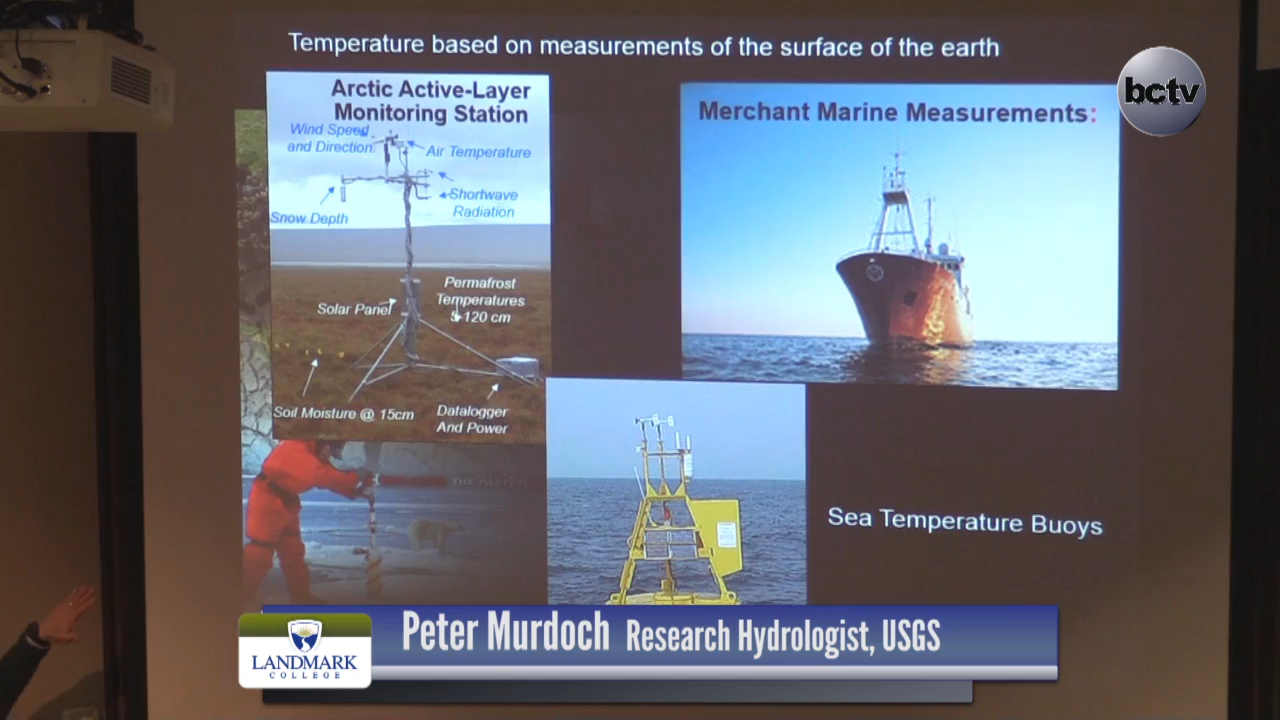 Temperature based on measurements of the surface of the earth
bctv
Arctic Active-Layer
Monitoring Station
Wind Speed
and Direction
Air Temperature
Shortwave
Radiation
Snow Depth
Permafrost
Temperatures
5-120 cm
Solar Panel
Soil Moisture @ 15cm
Datalogger
And Power
Merchant Marine Measurements:
Sea Temperature Buoys
Peter Murdoch Research Hydrologist, USGS
LANDMARK
COLLEGE